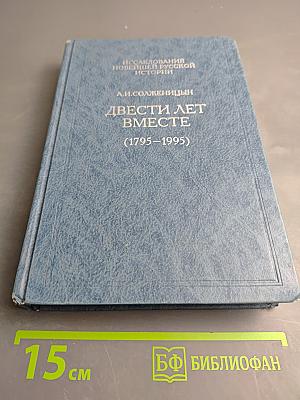 ИССЛЕДОВАНИЯ
НОВЕЙШЕЙ РУССКОЙ
ИСТОРИИ
А.И.СОЛЖЕНИЦЫН
ДВЕСТИ ЛЕТ
ВМЕСТЕ
(1795—1995)
15 см
БФ БИБЛИОФАН